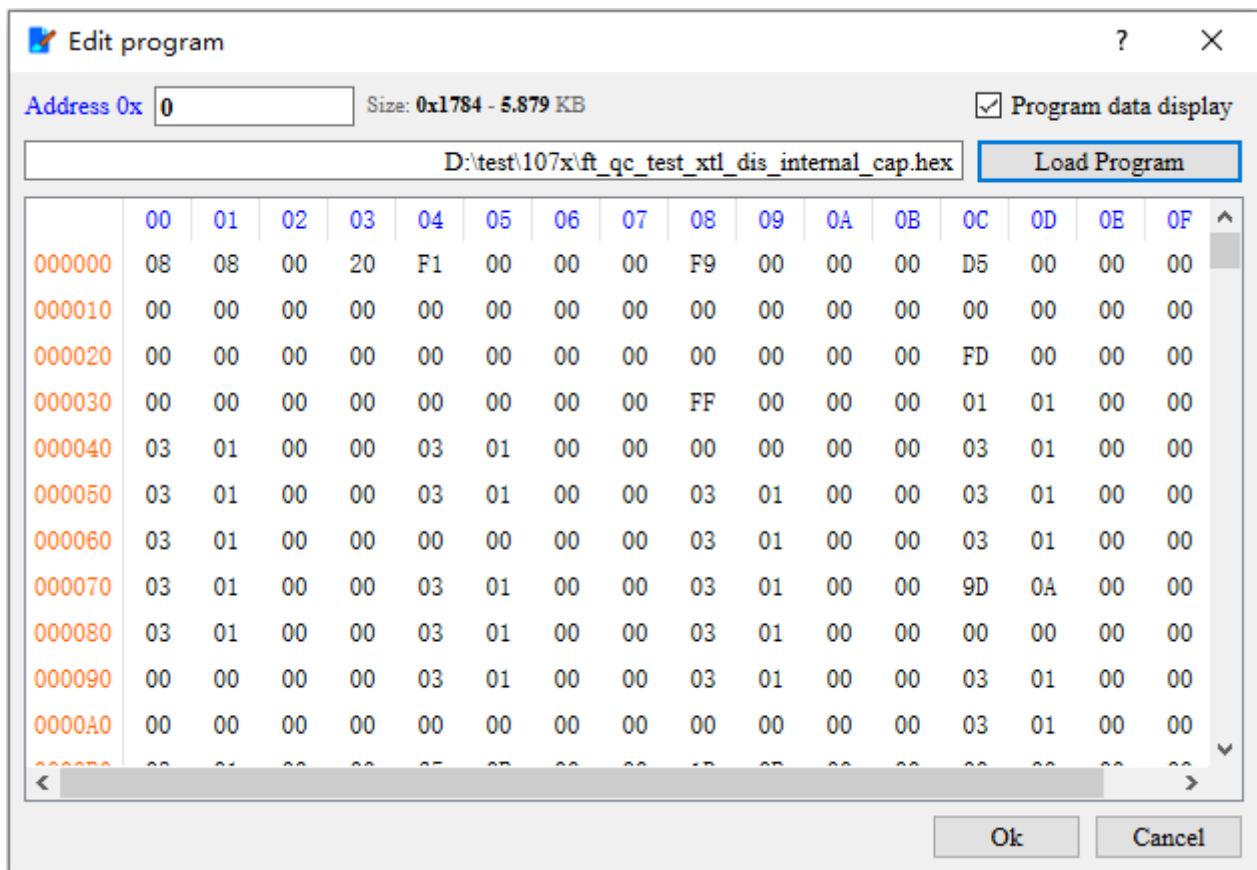 Edit program ?
Address 0x 0 Size: 0x1784 - 5.879 KB Program data display
D:\test\107x\ft_qc_test_xtl_dis_internal_cap.hex Load Program
00 01 02 03 04 05 06 07 08 09 0A 0B 0C 0D 0E 0F
000000 08 08 00 20 F1 00 00 00 F9 00 00 00 D5 00 00 00
000010 00 00 00 00 00 00 00 00 00 00 00 00 00 00 00 00
000020 00 00 00 00 00 00 00 00 00 00 00 00 FD 00 00 00
000030 00 00 00 00 00 00 00 00 FF 00 00 00 01 01 00 00
000040 03 01 00 00 03 01 00 00 00 00 00 00 03 01 00 00
000050 03 01 00 00 03 01 00 00 03 01 00 00 03 01 00 00
000060 03 01 00 00 00 00 00 00 03 01 00 00 03 01 00 00
000070 03 01 00 00 03 01 00 00 03 01 00 00 9D 0A 00 00
000080 03 01 00 00 03 01 00 00 03 01 00 00 00 00 00 00
000090 00 00 00 00 03 01 00 00 03 01 00 00 03 01 00 00
0000A0 00 00 00 00 00 00 00 00 00 00 00 00 03 01 00 00
Ok Cancel